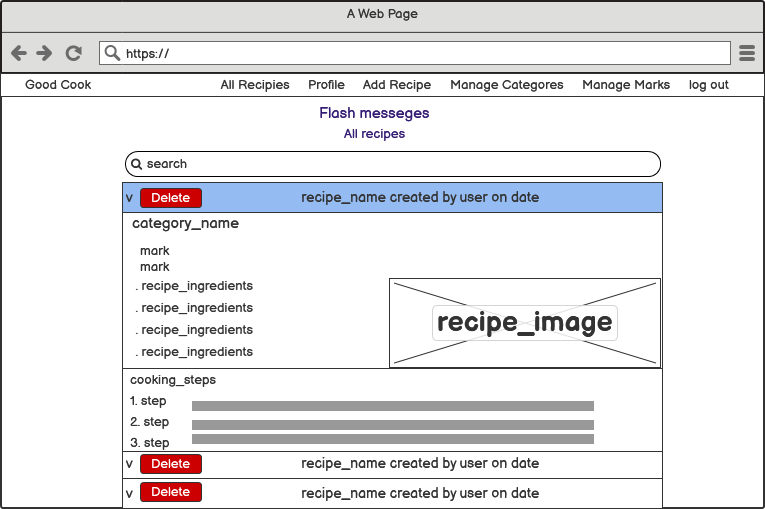 A Web Page
https://
Good Cook All Recipies Profile Add Recipe Manage Categores Manage Marks log out
Flash messeges
All recipes
search
v Delete recipe_name created by user on date
category_name
mark
mark
. recipe_ingredients
. recipe_ingredients
. recipe_ingredients
. recipe_ingredients
recipe_image
cooking_steps
1. step
2. step
3. step
v Delete recipe_name created by user on date
v Delete recipe_name created by user on date